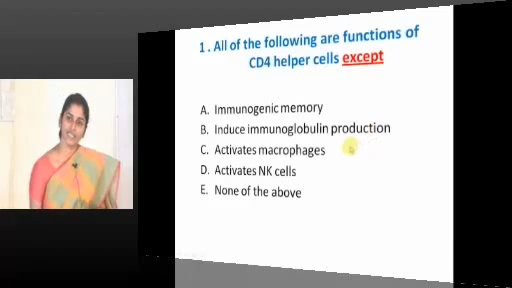 1 . All of the following are functions of
CD4 helper cells except
A. Immunogenic memory
B. Induce immunoglobulin production
C. Activates macrophages
D. Activates NK cells
E. None of the above